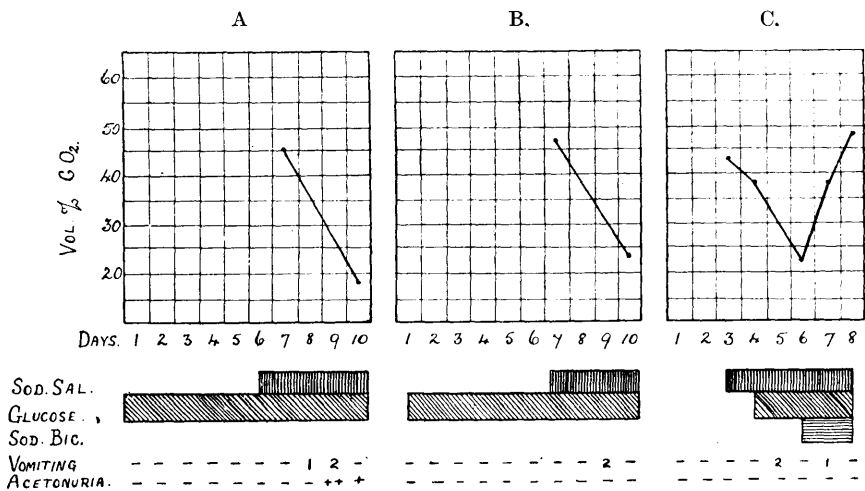 A B. C.
60
50
40
30
20
VOL % CO₂.
DAYS. 1 2 3 4 5 6 7 8 9 10 1 2 3 4 5 6 7 8 9 10 1 2 3 4 5 6 7 8
SOD. SAL.
GLUCOSE.
SOD. BIC.
VOMITING - - - - - - - 1 2 - - - - - - - - - 2 - - - - - 2 - 1 -
ACETONURIA. - - - - - - - - ++ + - - - - - - - - - - - - - - - - - -